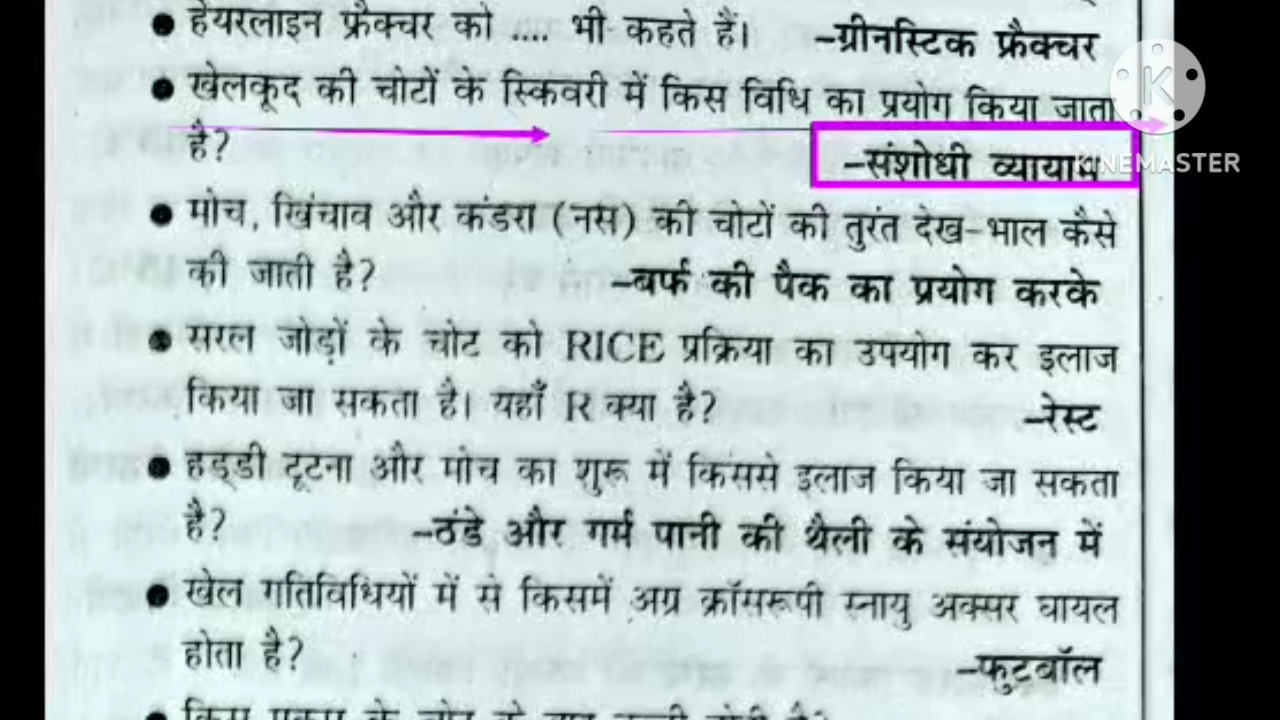 • हेयरलाइन फ्रैक्चर को .... भी कहते हैं। –ग्रीनस्टिक फ्रैक्चर
• खेलकूद की चोटों के रिकवरी में किस विधि का प्रयोग किया जाता
है? –संशोधी व्यायाम
KINEMASTER
• मोच, खिंचाव और कंडरा (नस) की चोटों की तुरंत देख-भाल कैसे
की जाती है? –बर्फ की पैक का प्रयोग करके
• सरल जोड़ों के चोट को RICE प्रक्रिया का उपयोग कर इलाज
किया जा सकता है। यहाँ R क्या है? –रेस्ट
• हड्डी टूटना और मोच का शुरू में किससे इलाज किया जा सकता
है? –ठंडे और गर्म पानी की थैली के संयोजन में
• खेल गतिविधियों में से किसमें अग्र क्रॉसरूपी स्नायु अक्सर घायल
होता है? –फुटबॉल